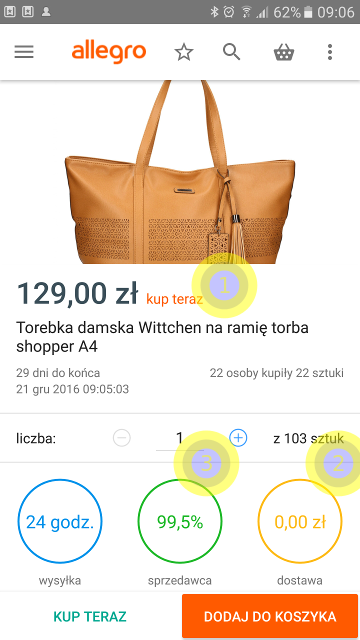 62% 09:06
allegro
129,00 zł kup teraz
1
Torebka damska Wittchen na ramię torba
shopper A4
29 dni do końca
22 osoby kupiły 22 sztuki
21 gru 2016 09:05:03
liczba: 1 z 103 sztuk
3
2
24 godz. 99,5% 0,00 zł
wysyłka sprzedawca dostawa
KUP TERAZ DODAJ DO KOSZYKA